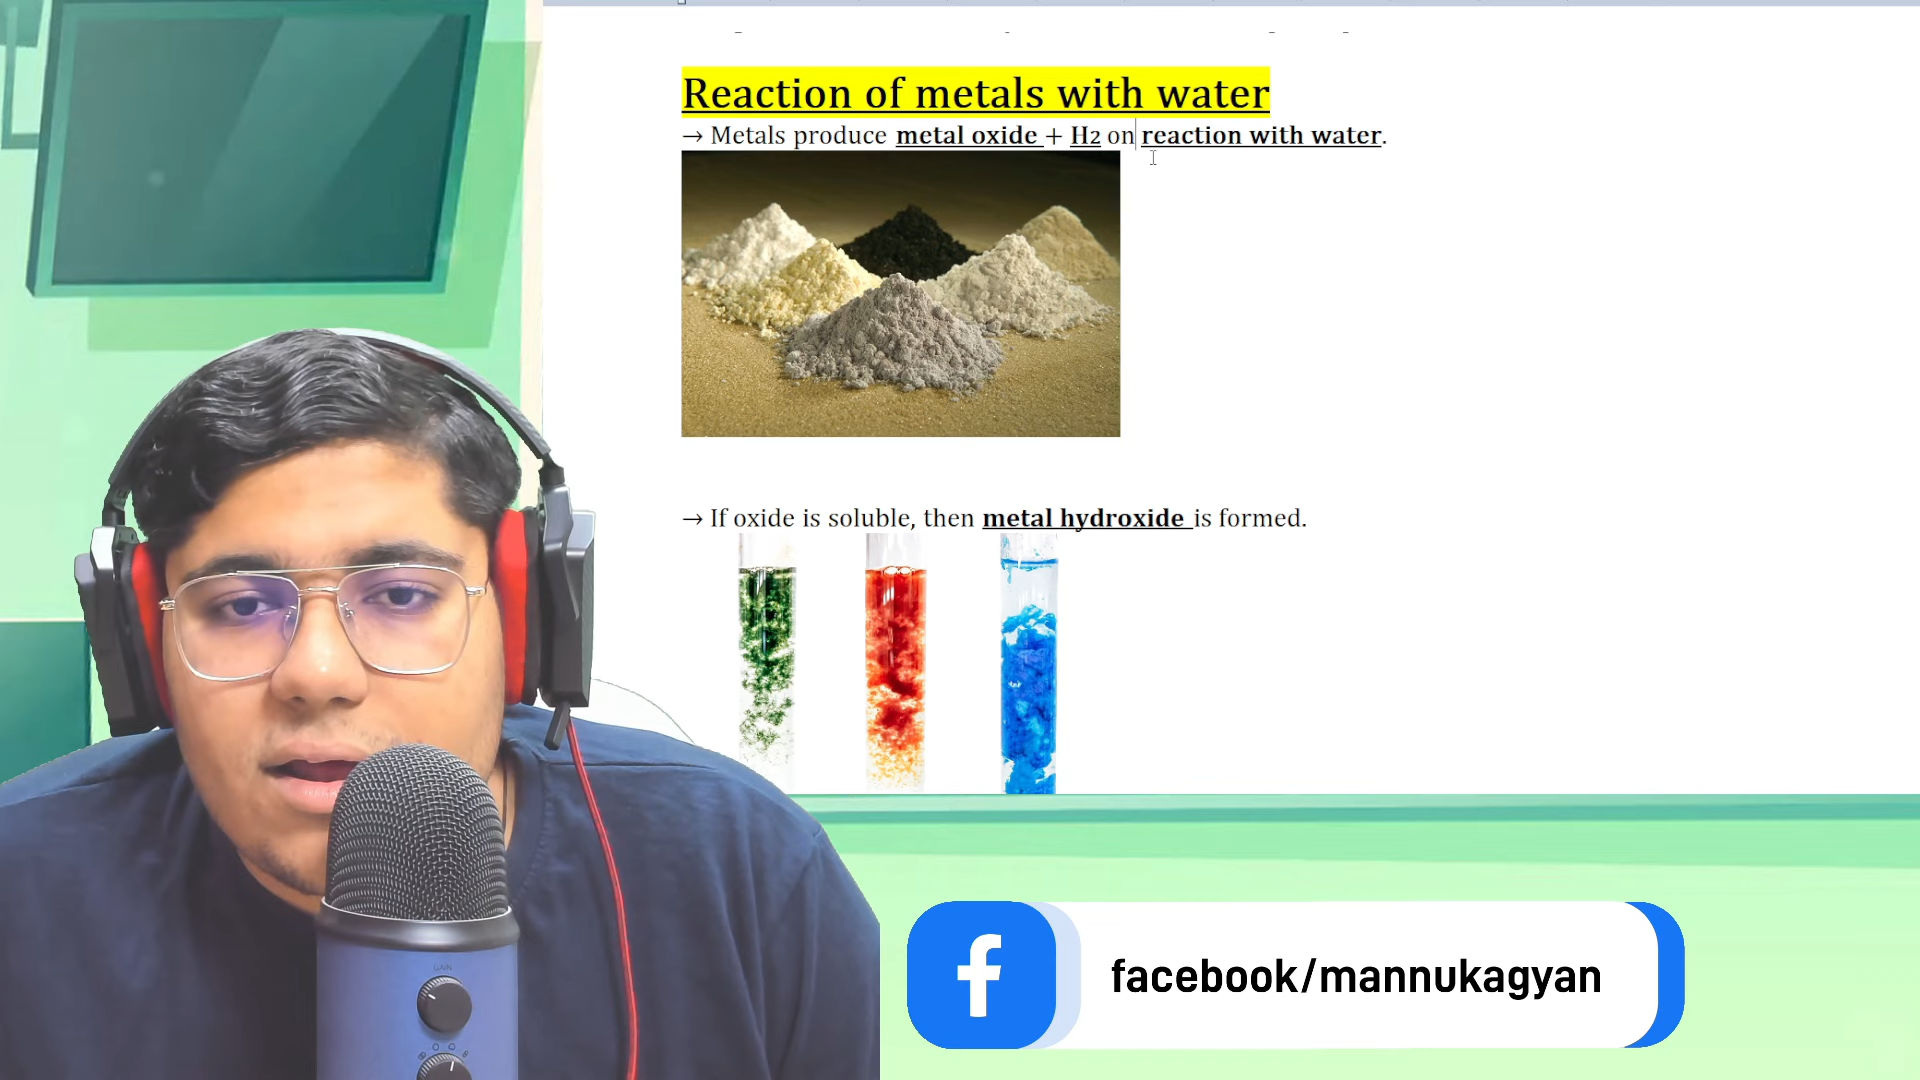 Reaction of metals with water
→ Metals produce metal oxide + H2 on reaction with water.
→ If oxide is soluble, then metal hydroxide is formed.
GAIN
facebook/mannukagyan